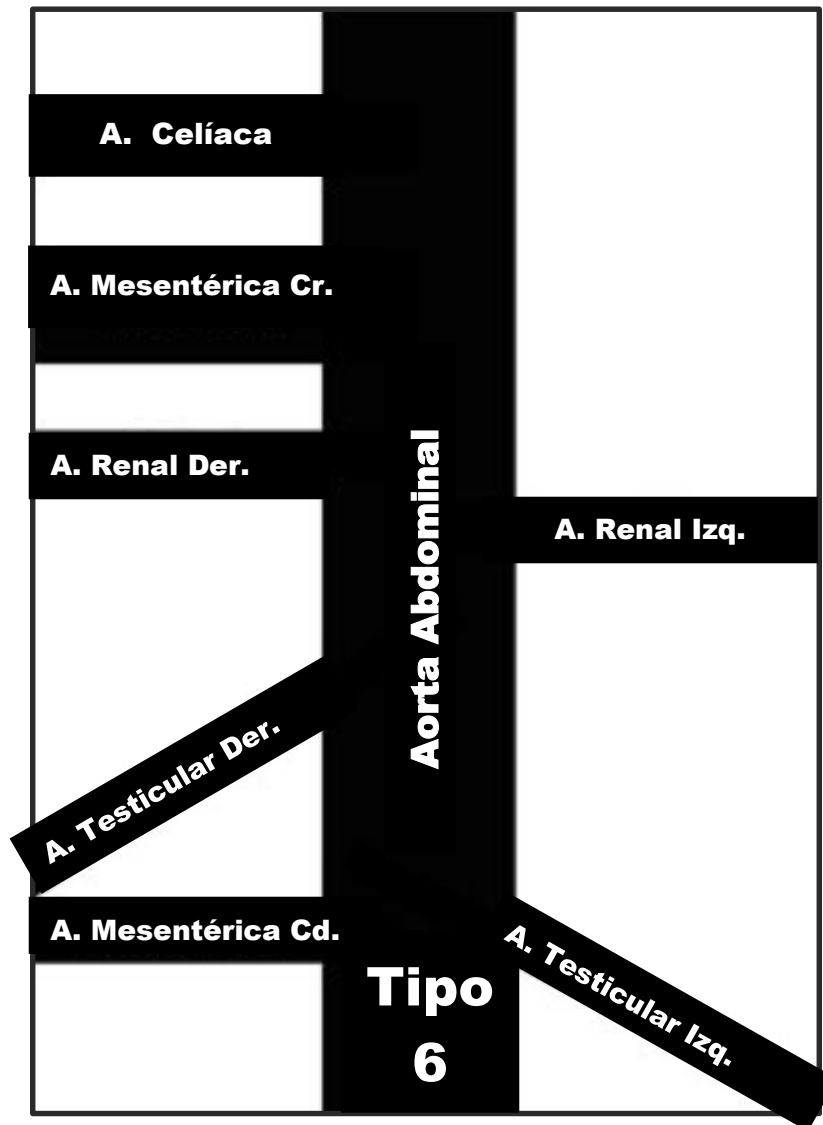 A. Celíaca
A. Mesentérica Cr.
A. Renal Der.
A. Renal Izq.
Aorta Abdominal
A. Testicular Der.
A. Mesentérica Cd.
A. Testicular Izq.
Tipo
6